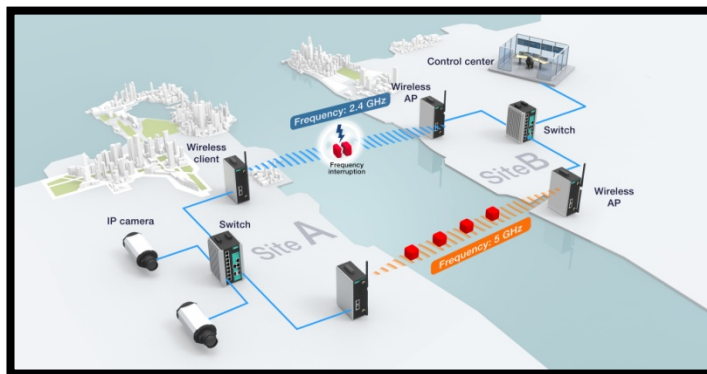 Control center
Wireless
AP
Frequency: 2.4 GHz
Switch
Wireless
client
Frequency
interruption
Site B
Wireless
AP
IP camera
Switch
Site A
Frequency: 5 GHz